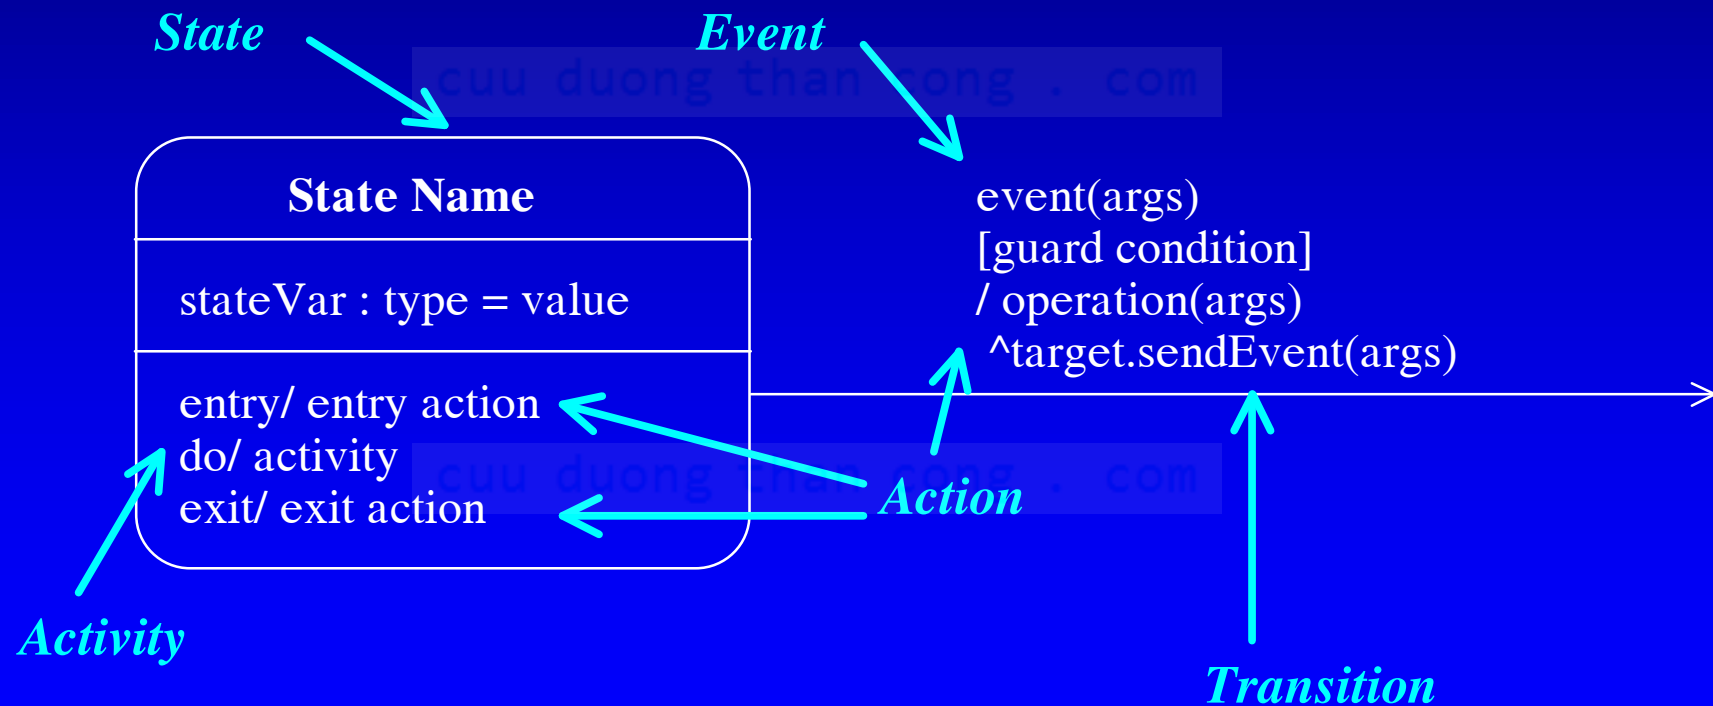 State
Event
cuu duong than cong . com
State Name
stateVar : type = value
entry/ entry action
do/ activity
exit/ exit action
event(args)
[guard condition]
/ operation(args)
^target.sendEvent(args)
cuu duong than cong . com
Action
Activity
Transition